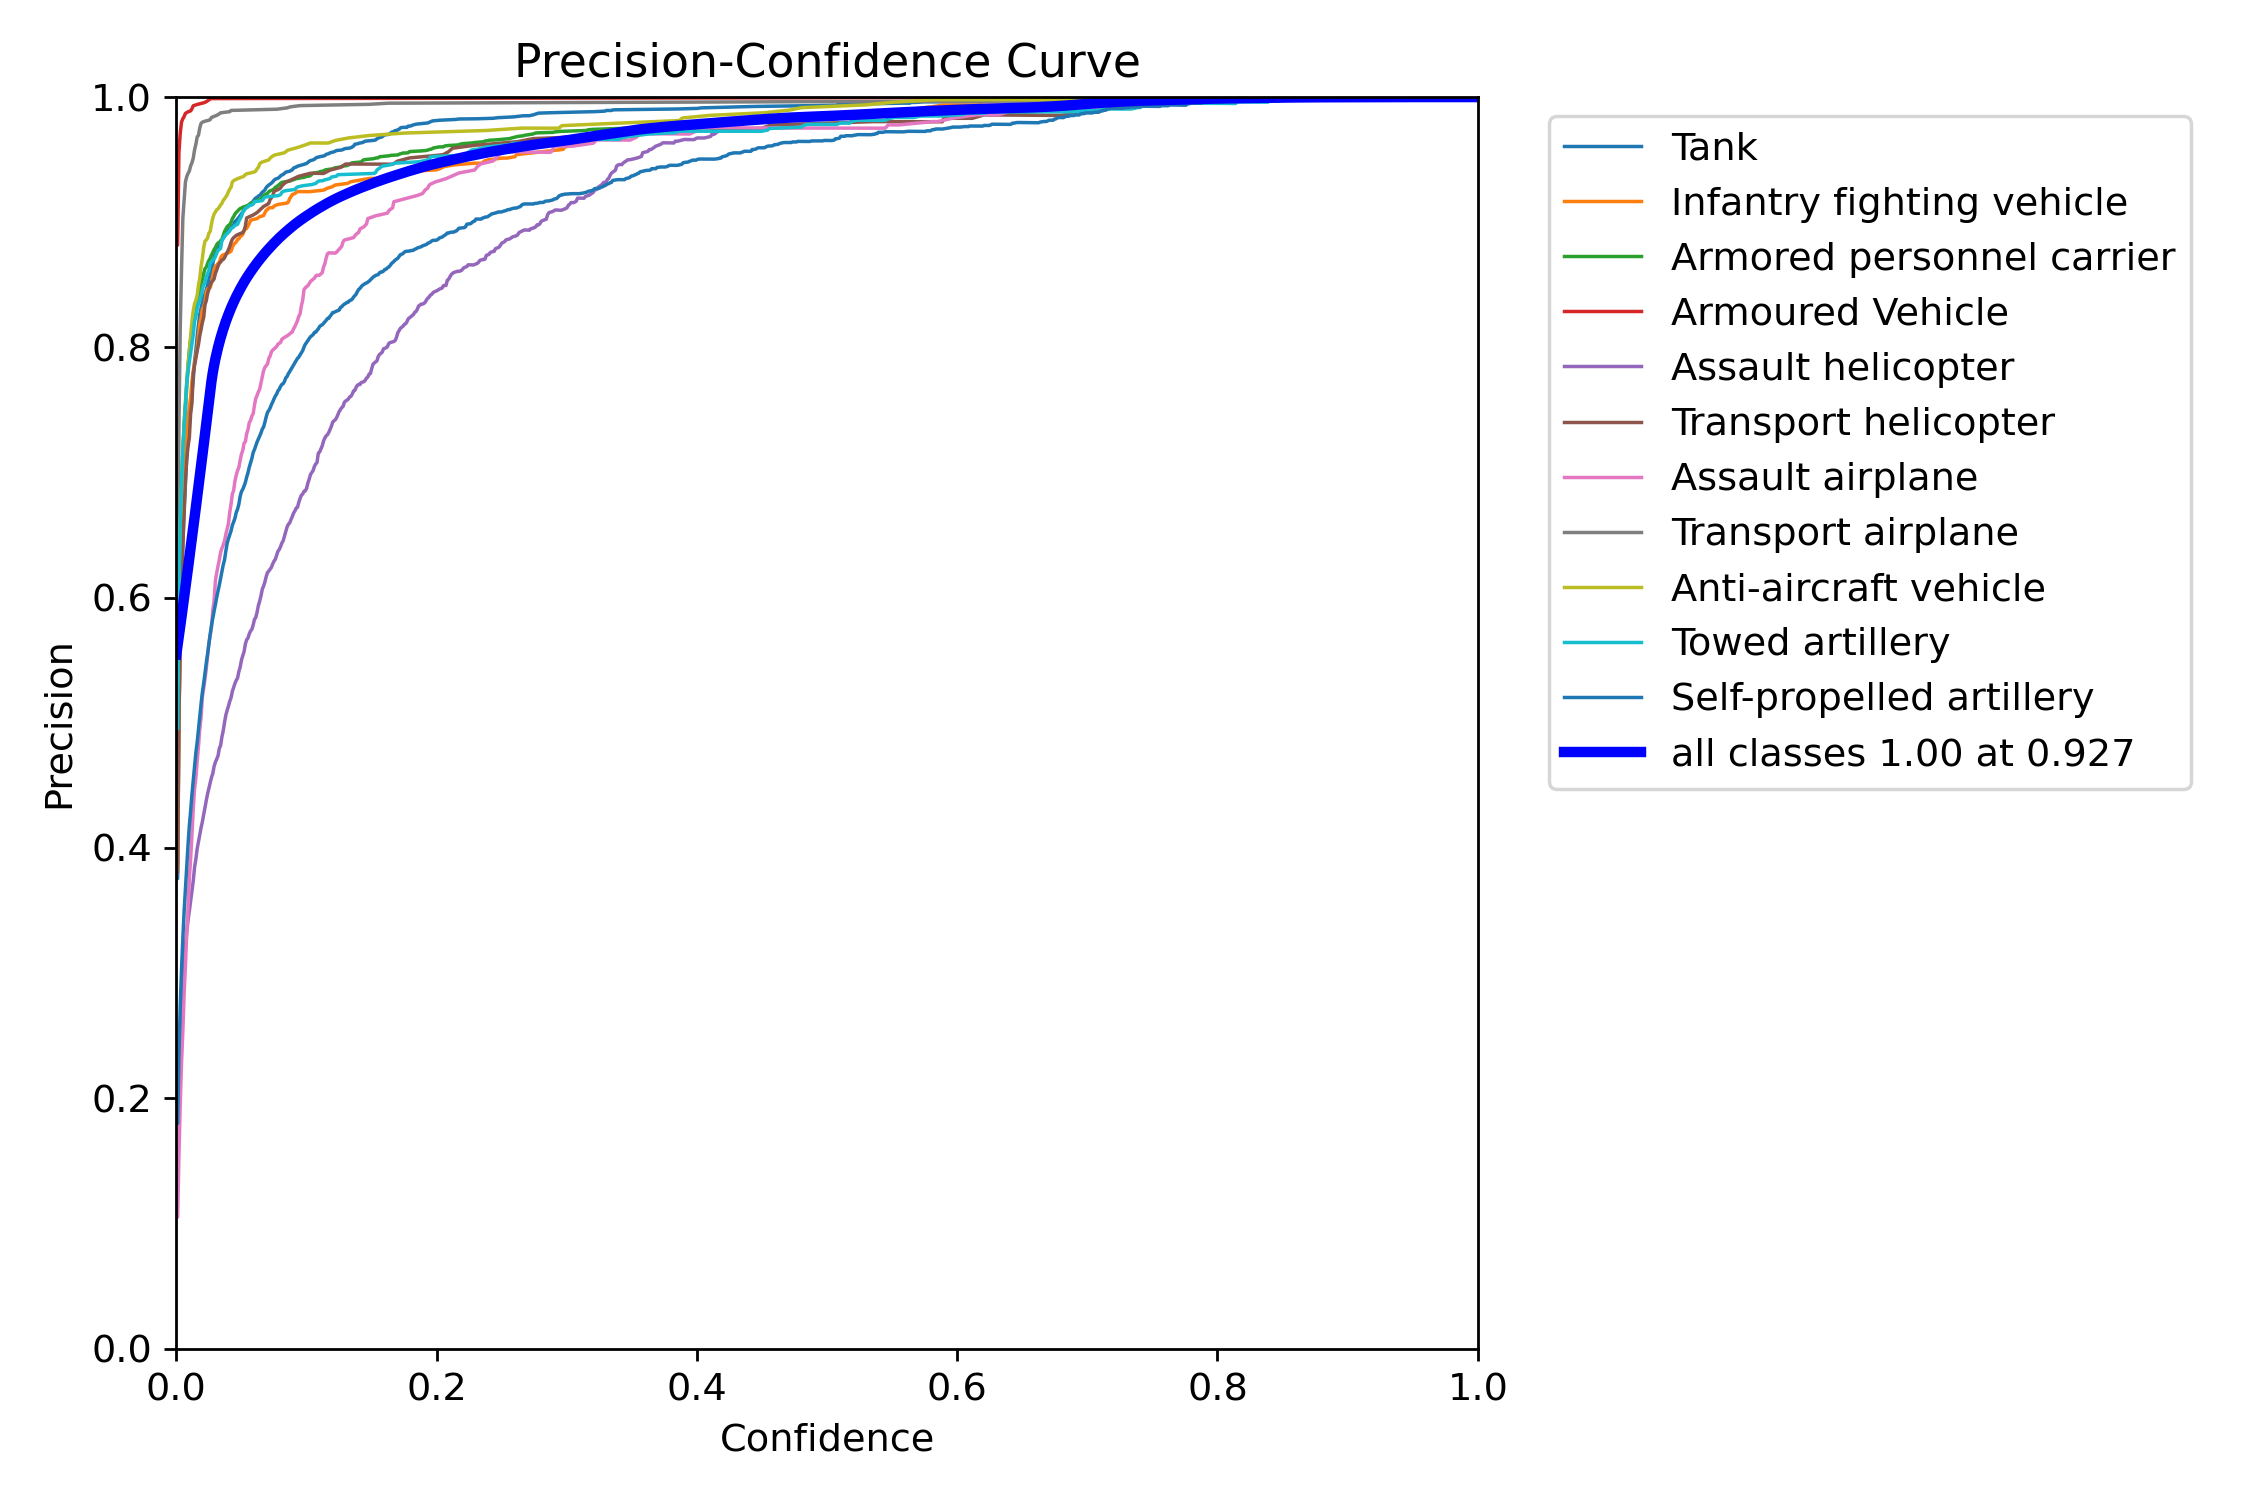 Precision-Confidence Curve
1.0
0.8
0.6
0.4
0.2
0.0
Precision
0.0 0.2 0.4 0.6 0.8 1.0
Confidence
Tank
Infantry fighting vehicle
Armored personnel carrier
Armoured Vehicle
Assault helicopter
Transport helicopter
Assault airplane
Transport airplane
Anti-aircraft vehicle
Towed artillery
Self-propelled artillery
all classes 1.00 at 0.927